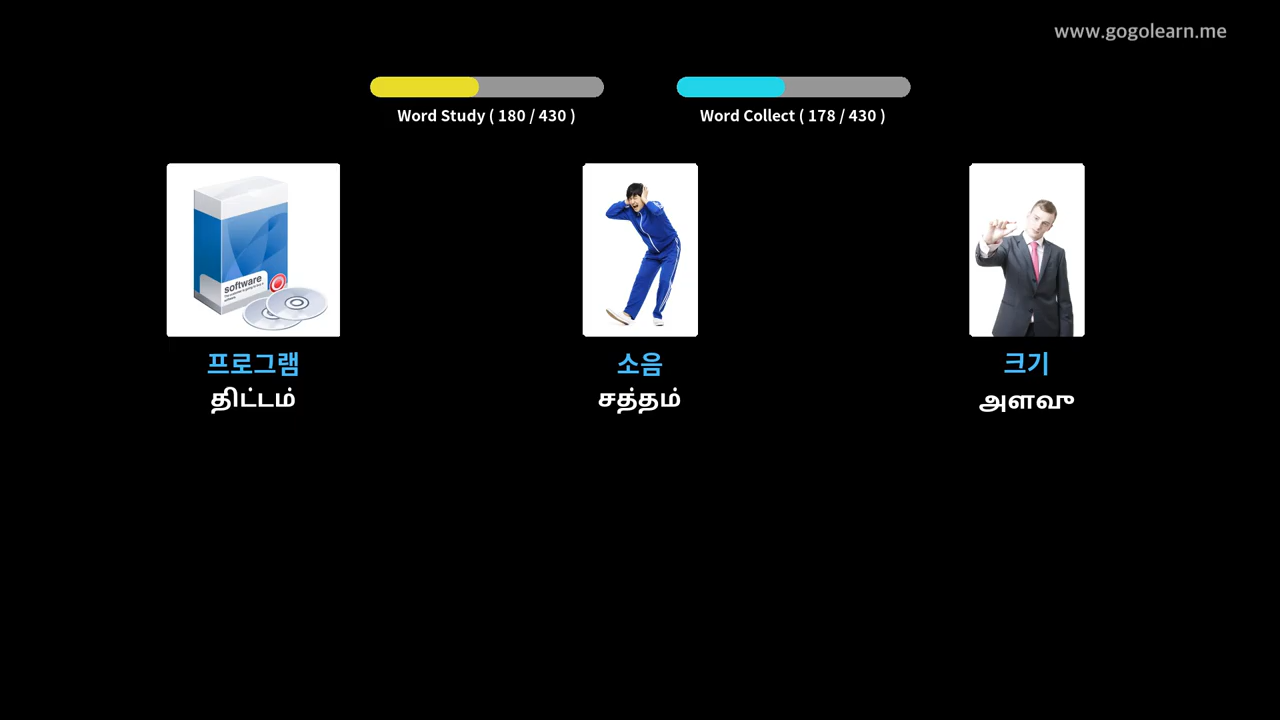 www.gogolearn.me
Word Study ( 180 / 430 )
Word Collect ( 178 / 430 )
software
프로그램
소음
크기
திட்டம்
சத்தம்
அளவு